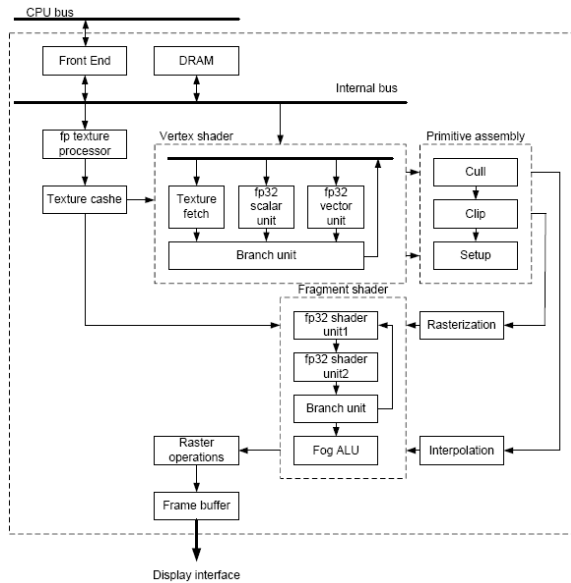 CPU bus
Front End
DRAM
Internal bus
fp texture
processor
Vertex shader
Primitive assembly
Texture cashe
Texture
fetch
fp32
scalar
unit
fp32
vector
unit
Branch unit
Cull
Clip
Setup
Fragment shader
fp32 shader
unit1
fp32 shader
unit2
Branch unit
Fog ALU
Rasterization
Interpolation
Raster
operations
Frame buffer
Display interface